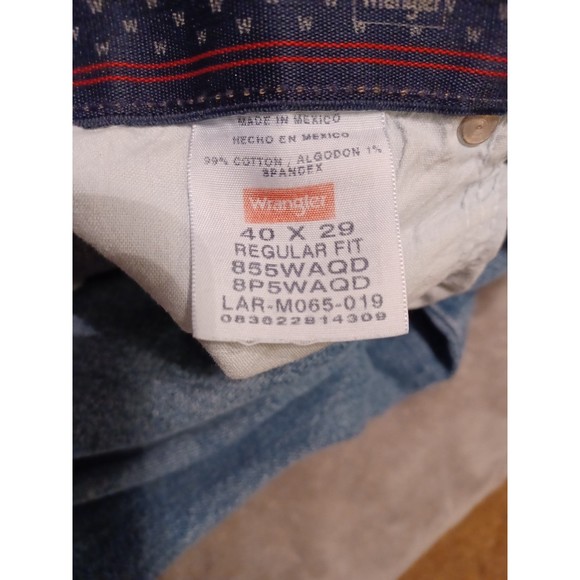 W W W W W W Wrangler
W W W W W W W W
MADE IN MEXICO
HECHO EN MEXICO
99% COTTON, ALGODON 1%
SPANDEX
Wrangler
40 X 29
REGULAR FIT
855WAQD
8P5WAQD
LAR-M065-019
083622814309